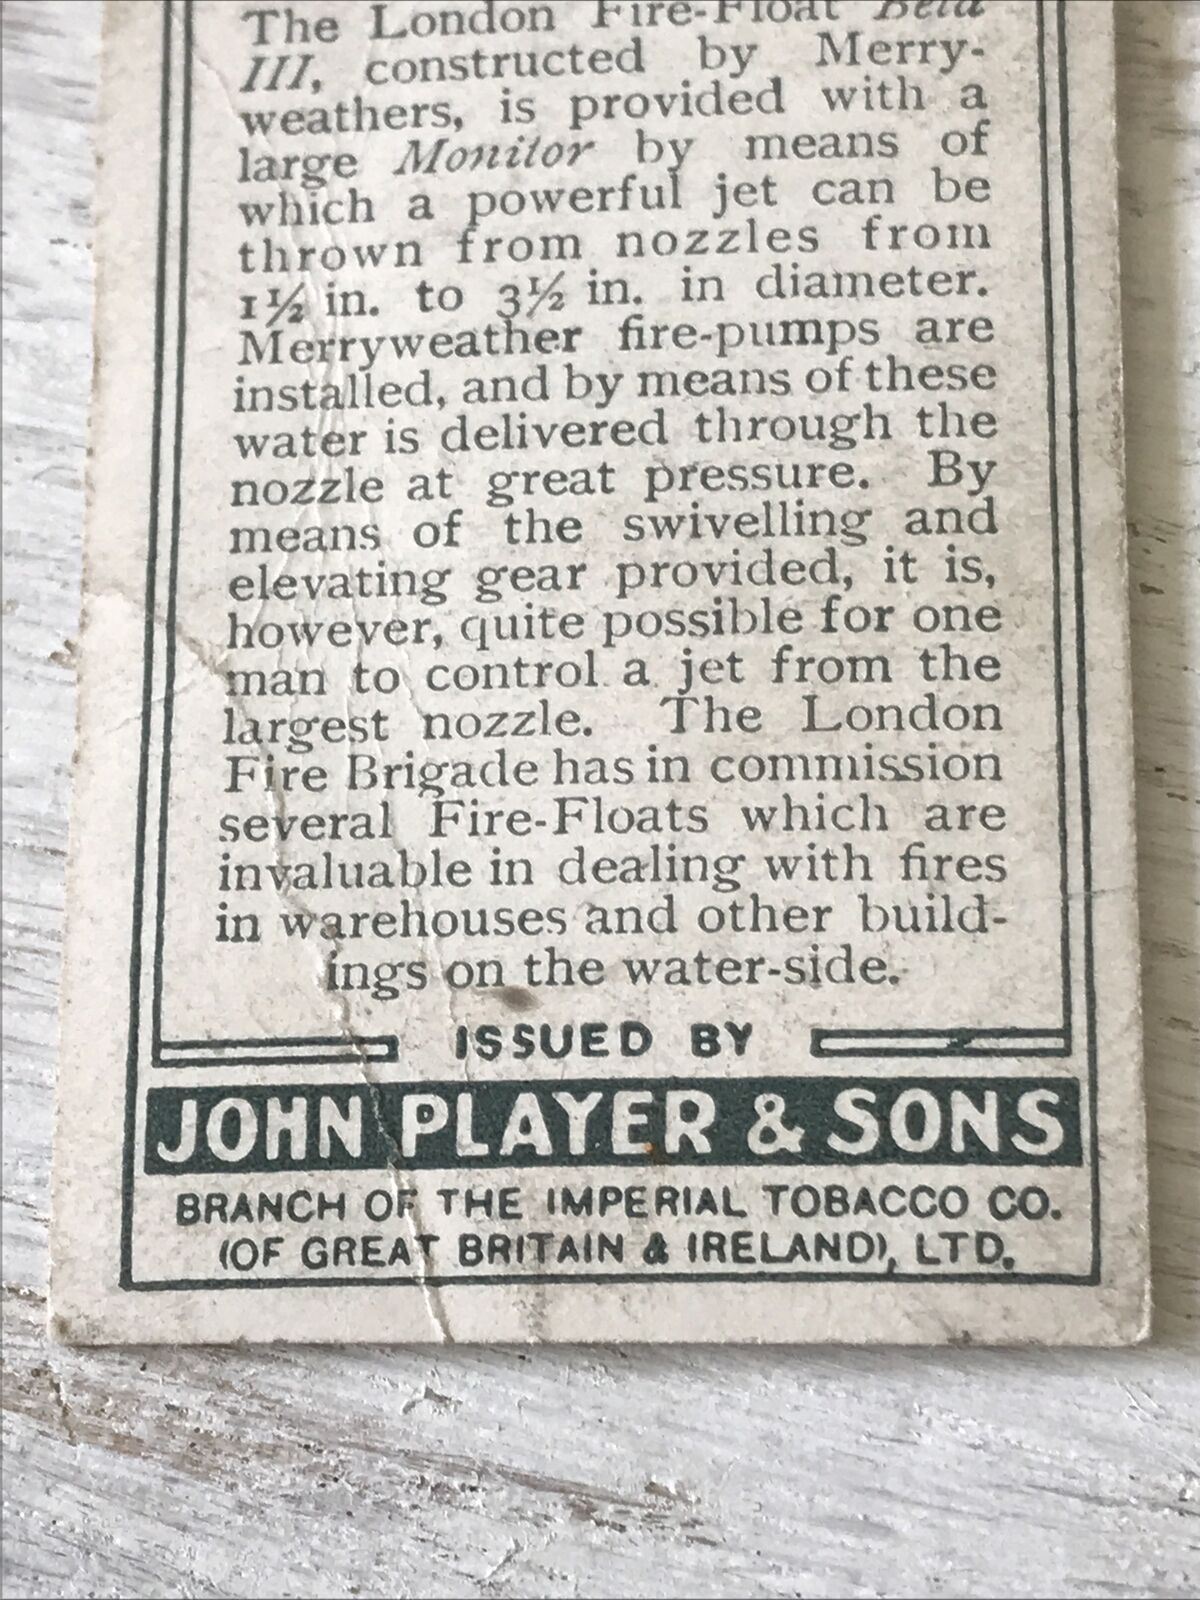 The London Fire-Float Beta
III, constructed by Merry-
weathers, is provided with a
large Monitor by means of
which a powerful jet can be
thrown from nozzles from
1½ in. to 3½ in. in diameter.
Merryweather fire-pumps are
installed, and by means of these
water is delivered through the
nozzle at great pressure. By
means of the swivelling and
elevating gear provided, it is,
however, quite possible for one
man to control a jet from the
largest nozzle. The London
Fire Brigade has in commission
several Fire-Floats which are
invaluable in dealing with fires
in warehouses and other build-
ings on the water-side.
ISSUED BY
JOHN PLAYER & SONS
BRANCH OF THE IMPERIAL TOBACCO CO.
(OF GREAT BRITAIN & IRELAND), LTD.